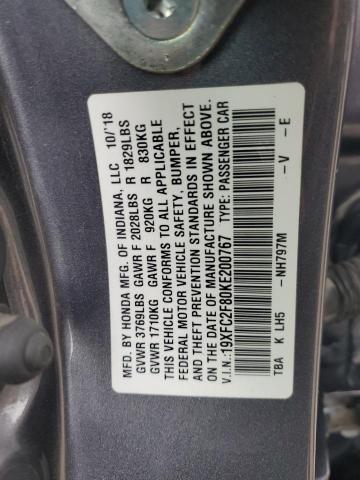 MFD. BY HONDA MFG. OF INDIANA, LLC 10/'18
GVWR 3769LBS GAWR F 2028LBS R 1829LBS
GVWR 1710KG GAWR F 920KG R 830KG
THIS VEHICLE CONFORMS TO ALL APPLICABLE
FEDERAL MOTOR VEHICLE SAFETY, BUMPER,
AND THEFT PREVENTION STANDARDS IN EFFECT
ON THE DATE OF MANUFACTURE SHOWN ABOVE.
V.I.N.:19XFC2F80KE200767 TYPE: PASSENGER CAR
TBA K LH5 -NH797M -V -E